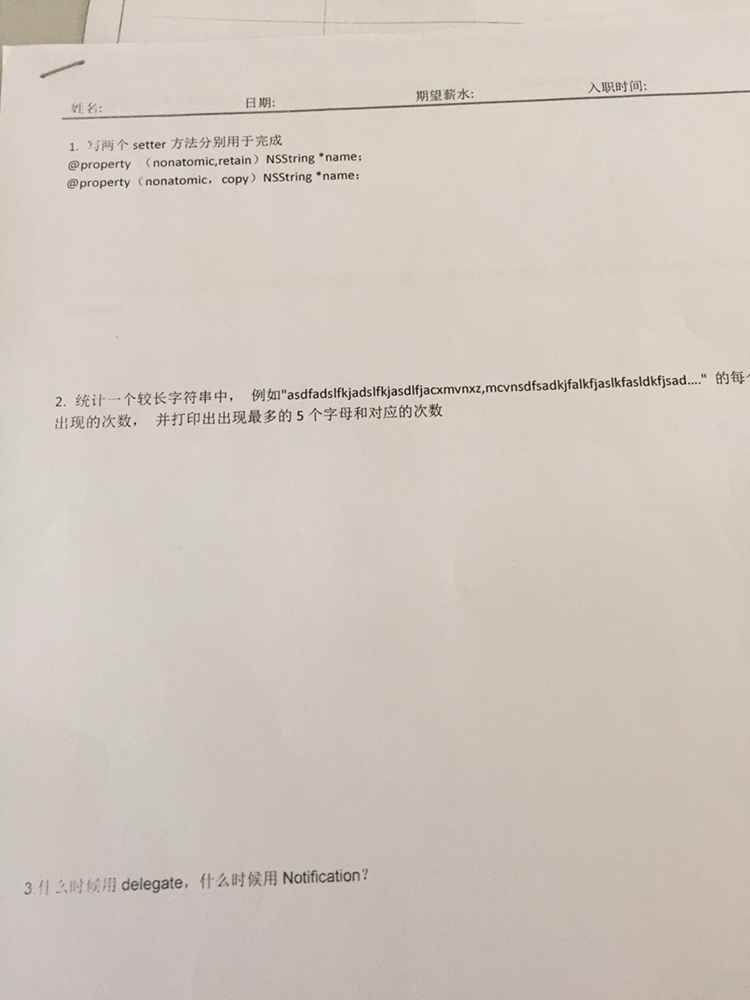 姓名: 日期: 期望薪水: 入职时间:
1. 写两个 setter 方法分别用于完成
@property （nonatomic,retain）NSString *name；
@property（nonatomic，copy）NSString *name；
2. 统计一个较长字符串中， 例如"asdfadslfkjadslfkjasdlfjacxmvnxz,mcvnsdfsadkjfalkfjaslkfasldkfjsad...." 的每
出现的次数， 并打印出出现最多的 5 个字母和对应的次数
3.什么时候用 delegate，什么时候用 Notification？